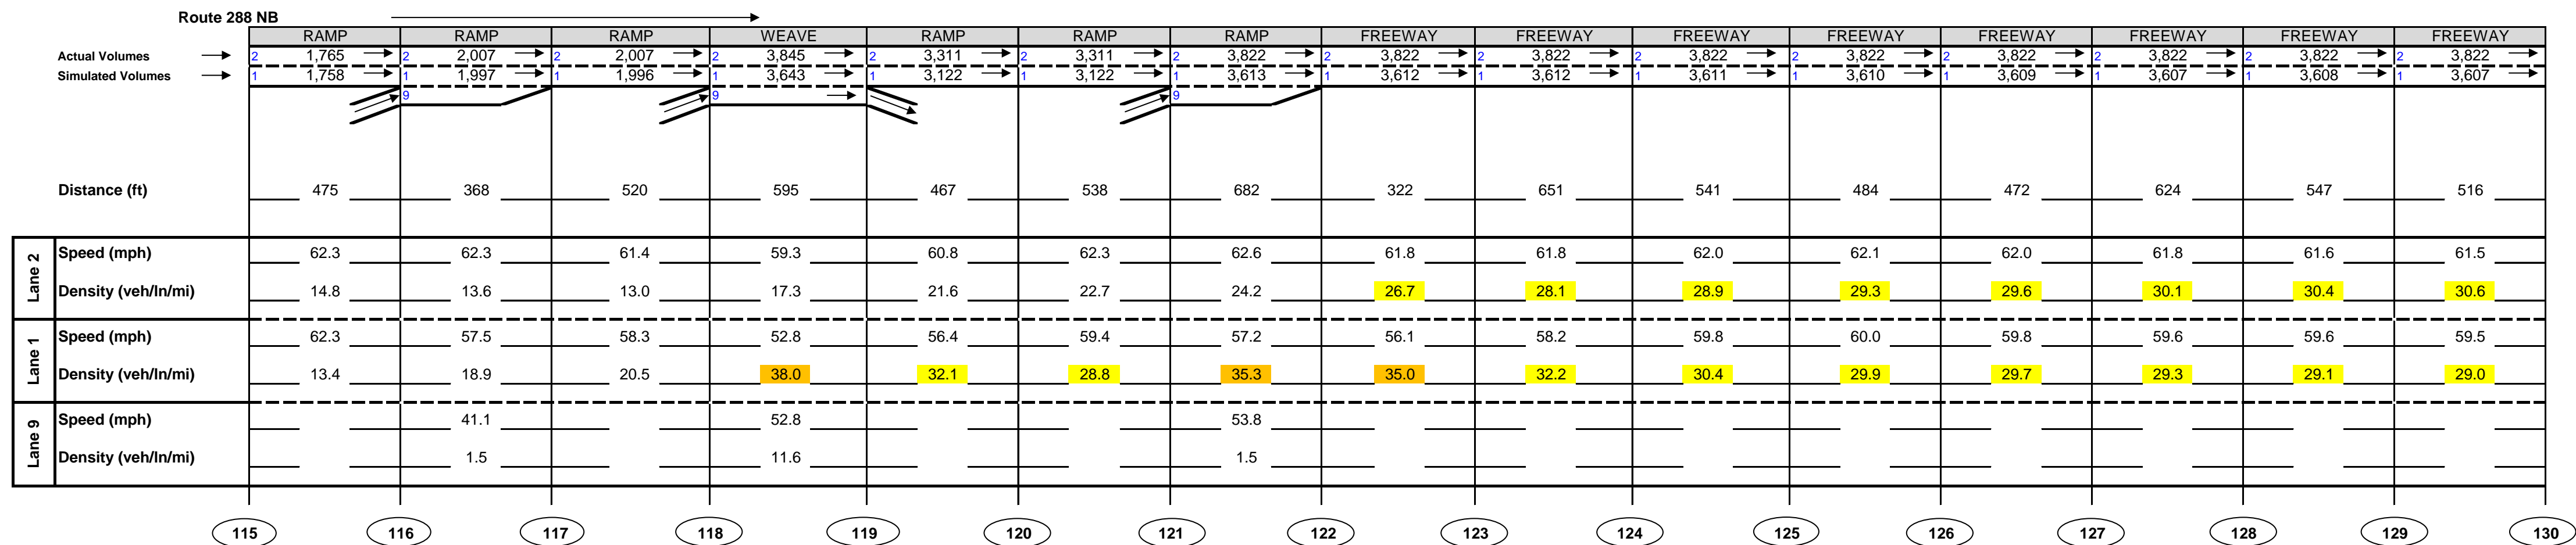 Route 288 NB
RAMP RAMP RAMP WEAVE RAMP RAMP RAMP FREEWAY FREEWAY FREEWAY FREEWAY FREEWAY FREEWAY FREEWAY FREEWAY
Actual Volumes 2 1,765 2 2,007 2 2,007 2 3,845 2 3,311 2 3,311 2 3,822 2 3,822 2 3,822 2 3,822 2 3,822 2 3,822 2 3,822 2 3,822 2 3,822
Simulated Volumes 1 1,758 1 1,997 1 1,996 1 3,643 1 3,122 1 3,122 1 3,613 1 3,612 1 3,612 1 3,611 1 3,610 1 3,609 1 3,607 1 3,608 1 3,607
9 9 9
Distance (ft) 475 368 520 595 467 538 682 322 651 541 484 472 624 547 516
Lane 2
Speed (mph) 62.3 62.3 61.4 59.3 60.8 62.3 62.6 61.8 61.8 62.0 62.1 62.0 61.8 61.6 61.5
Density (veh/ln/mi) 14.8 13.6 13.0 17.3 21.6 22.7 24.2 26.7 28.1 28.9 29.3 29.6 30.1 30.4 30.6
Lane 1
Speed (mph) 62.3 57.5 58.3 52.8 56.4 59.4 57.2 56.1 58.2 59.8 60.0 59.8 59.6 59.6 59.5
Density (veh/ln/mi) 13.4 18.9 20.5 38.0 32.1 28.8 35.3 35.0 32.2 30.4 29.9 29.7 29.3 29.1 29.0
Lane 9
Speed (mph) 41.1 52.8 53.8
Density (veh/ln/mi) 1.5 11.6 1.5
115 116 117 118 119 120 121 122 123 124 125 126 127 128 129 130